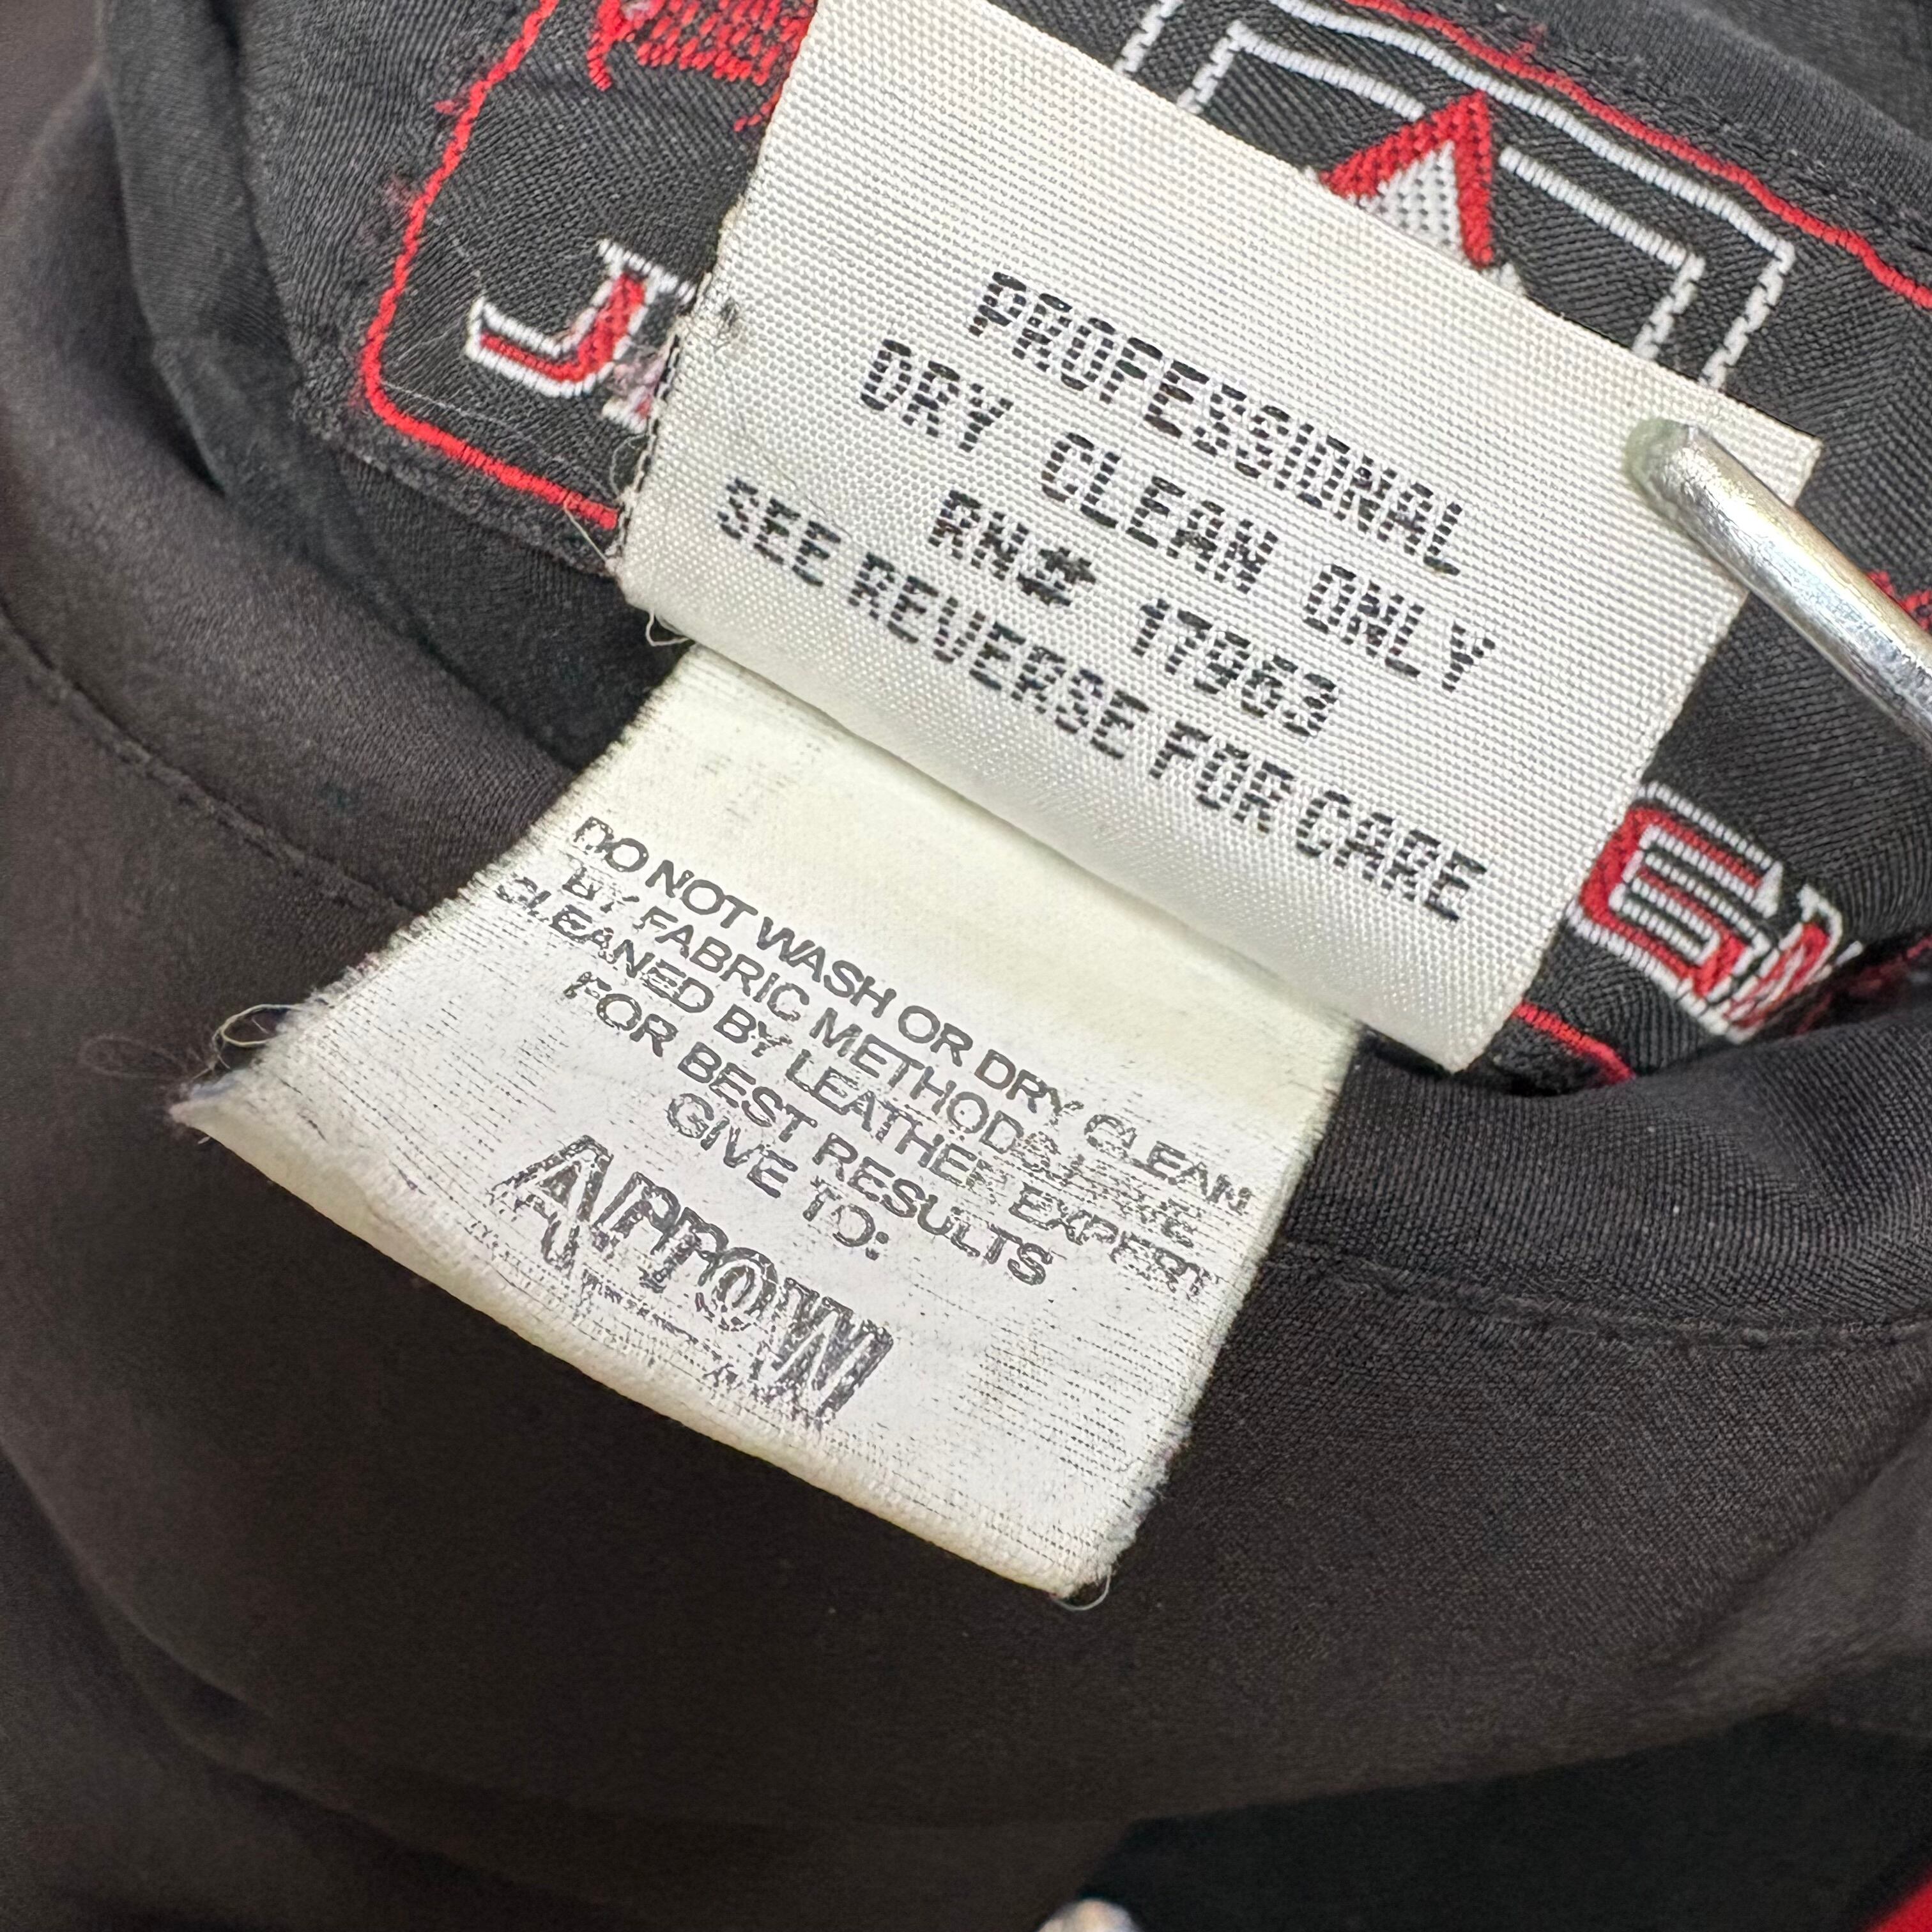 J
PROFESSIONAL
DRY CLEAN ONLY
RN# 17963
SEE REVERSE FOR CARE
DO NOT WASH OR DRY CLEAN
BY FABRIC METHODS HAVE
CLEANED BY LEATHER EXPERT
FOR BEST RESULTS
GIVE TO:
Arrow